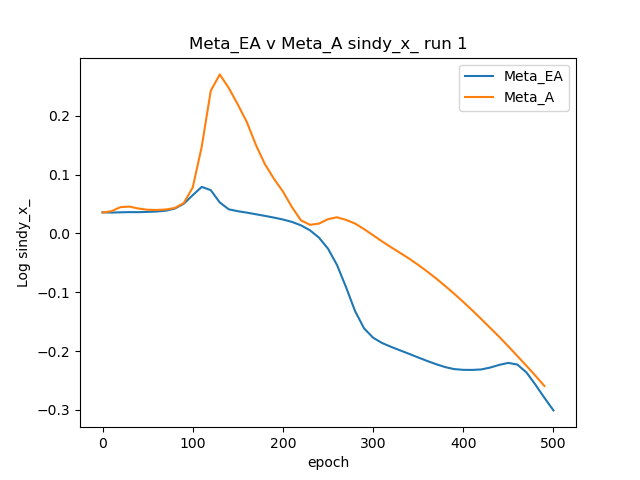 Meta_EA v Meta_A sindy_x_ run 1
Meta_EA
Meta_A
Log sindy_x_
0.2
0.1
0.0
−0.1
−0.2
−0.3
0 100 200 300 400 500
epoch